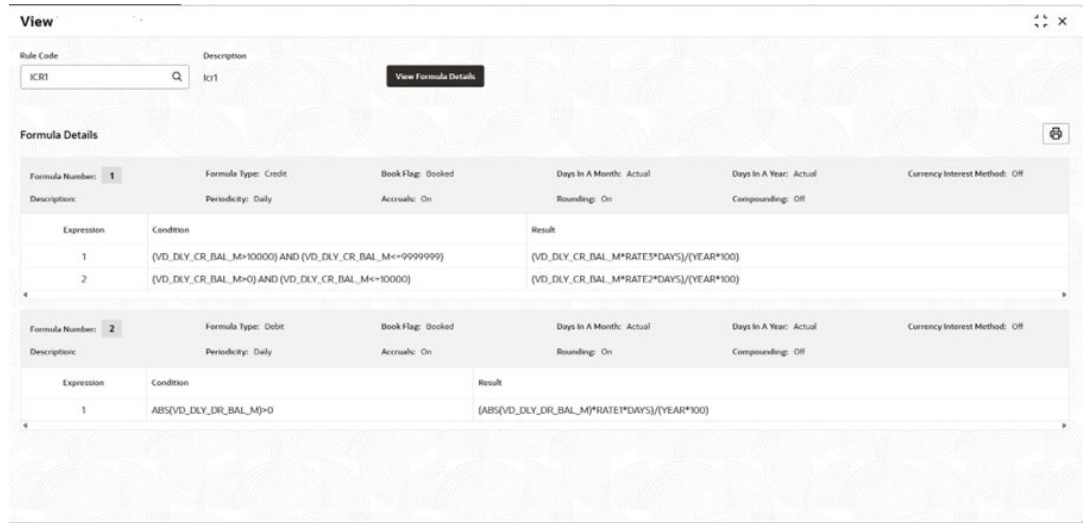 View
Rule Code
Description
ICR1
Icr1
View Formula Details
Formula Details
Formula Number: 1 Formula Type: Credit Book Flag: Booked Days In A Month: Actual Days In A Year: Actual Currency Interest Method: Off
Description: Periodicity: Daily Accruals: On Rounding: On Compounding: Off
Expression Condition Result
1 (VD_DLY_CR_BAL_M>10000) AND (VD_DLY_CR_BAL_M<=9999999) (VD_DLY_CR_BAL_M*RATE3*DAYS)/(YEAR*100)
2 (VD_DLY_CR_BAL_M>0) AND (VD_DLY_CR_BAL_M<=10000) (VD_DLY_CR_BAL_M*RATE2*DAYS)/(YEAR*100)
Formula Number: 2 Formula Type: Debit Book Flag: Booked Days In A Month: Actual Days In A Year: Actual Currency Interest Method: Off
Description: Periodicity: Daily Accruals: On Rounding: On Compounding: Off
Expression Condition Result
1 ABS(VD_DLY_DR_BAL_M)>0 (ABS(VD_DLY_DR_BAL_M)*RATE1*DAYS)/(YEAR*100)